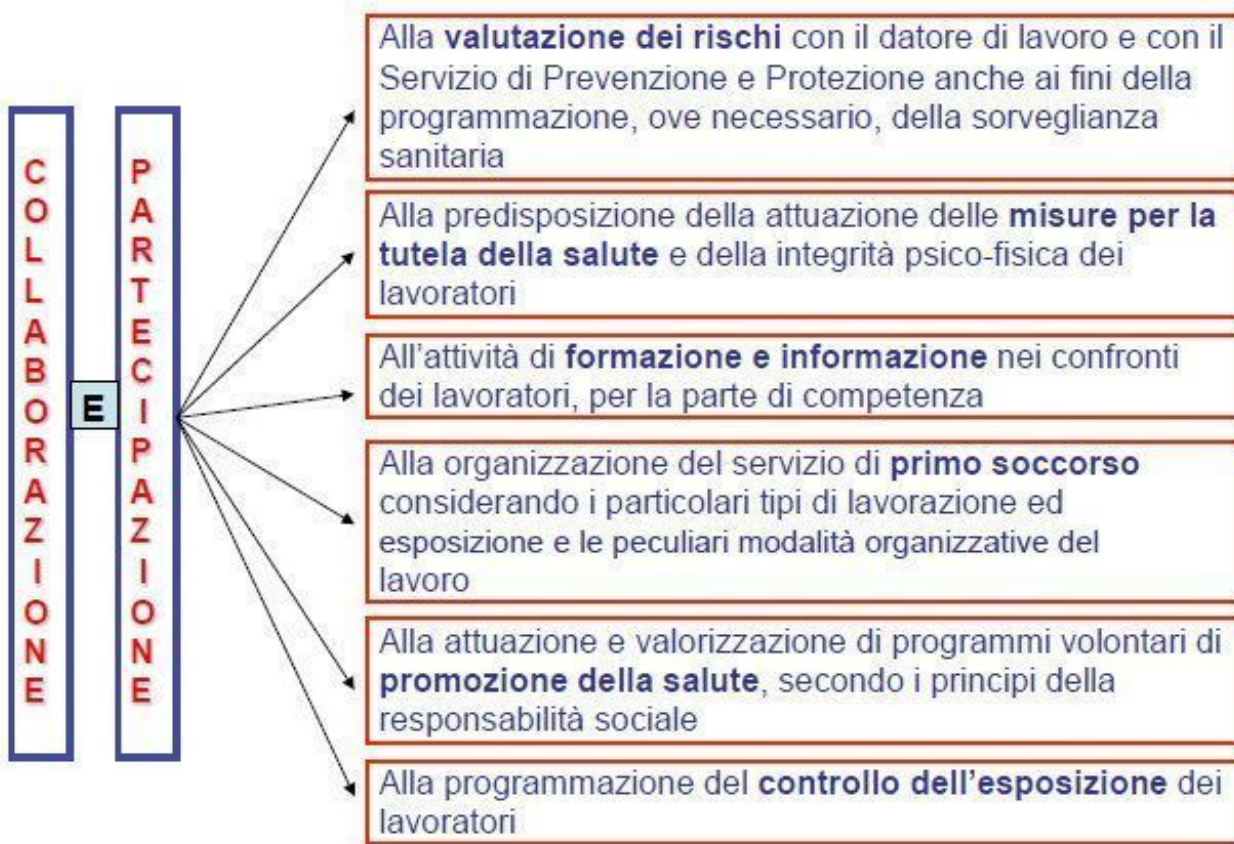 COLLABORAZIONE
E
PARTECIPAZIONE
Alla valutazione dei rischi con il datore di lavoro e con il
Servizio di Prevenzione e Protezione anche ai fini della
programmazione, ove necessario, della sorveglianza
sanitaria
Alla predisposizione della attuazione delle misure per la
tutela della salute e della integrità psico-fisica dei
lavoratori
All'attività di formazione e informazione nei confronti
dei lavoratori, per la parte di competenza
Alla organizzazione del servizio di primo soccorso
considerando i particolari tipi di lavorazione ed
esposizione e le peculiari modalità organizzative del
lavoro
Alla attuazione e valorizzazione di programmi volontari di
promozione della salute, secondo i principi della
responsabilità sociale
Alla programmazione del controllo dell'esposizione dei
lavoratori